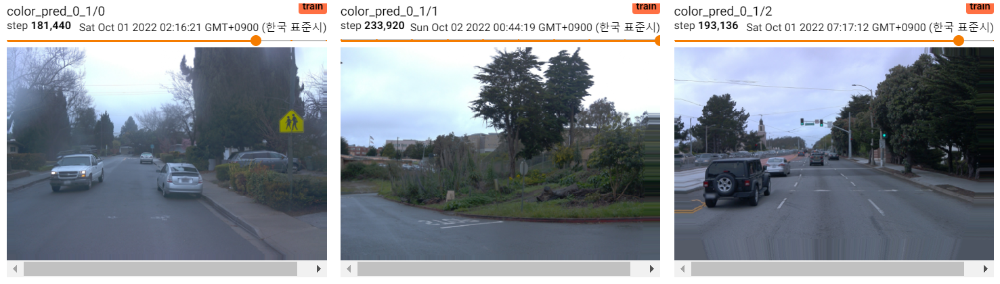 color_pred_0_1/0
train
step 181,440 Sat Oct 01 2022 02:16:21 GMT+0900 (한국 표준시)
color_pred_0_1/1
train
step 233,920 Sun Oct 02 2022 00:44:19 GMT+0900 (한국 표준시)
color_pred_0_1/2
train
step 193,136 Sat Oct 01 2022 07:17:12 GMT+0900 (한국 표준시)